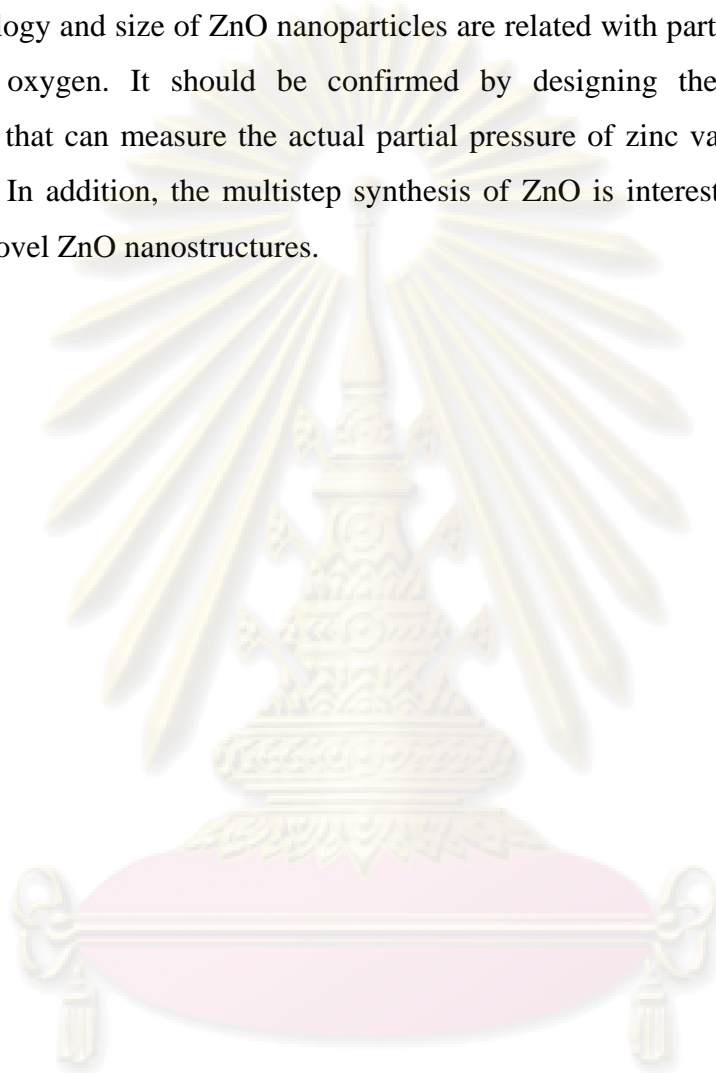 logy and size of ZnO nanoparticles are related with part
oxygen. It should be confirmed by designing the
that can measure the actual partial pressure of zinc va
In addition, the multistep synthesis of ZnO is interest
ovel ZnO nanostructures.